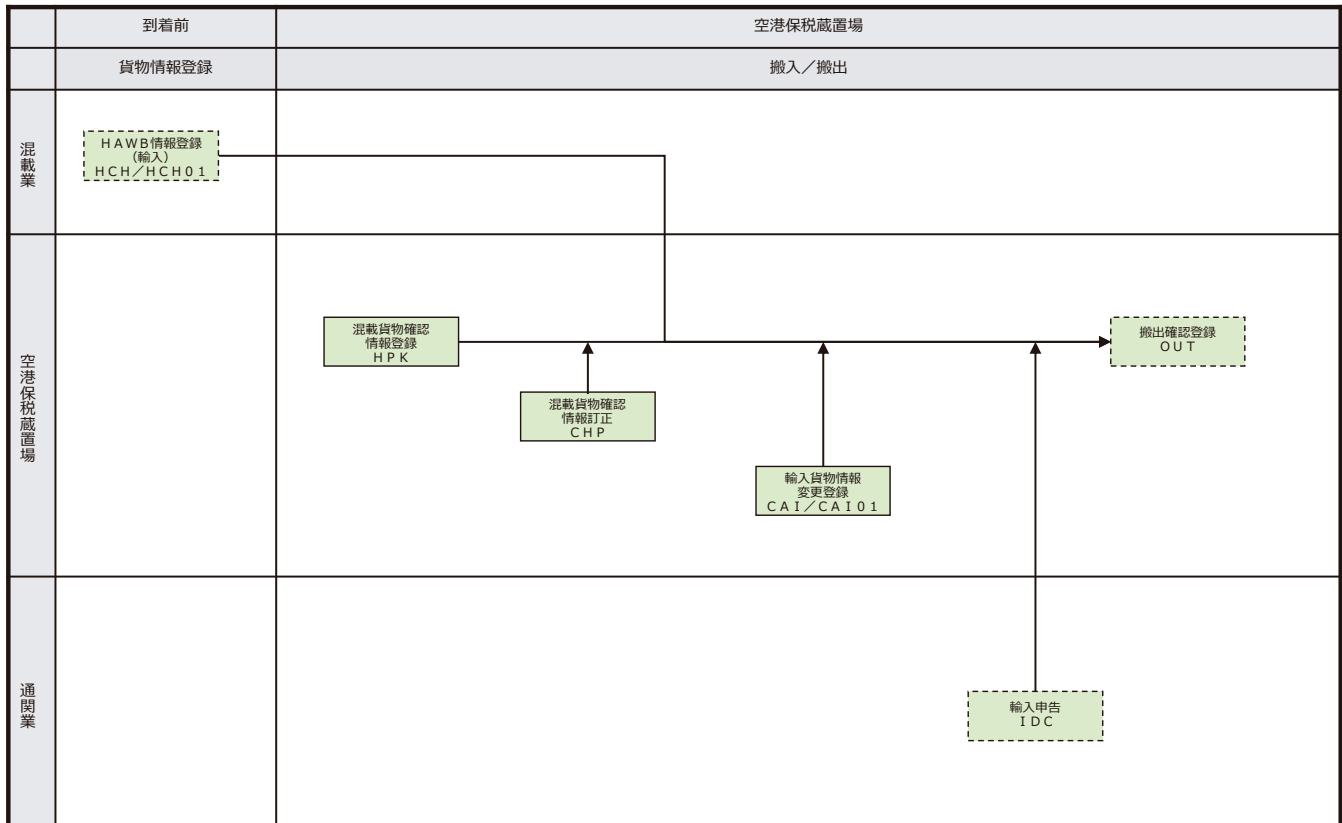 到着前
空港保税蔵置場
貨物情報登録
搬入／搬出
混載業
HAWB情報登録
(輸入)
HCH／HCH01
空港保税蔵置場
混載貨物確認
情報登録
HPK
搬出確認登録
OUT
混載貨物確認
情報訂正
CHP
輸入貨物情報
変更登録
CAI／CAI01
通関業
輸入申告
IDC